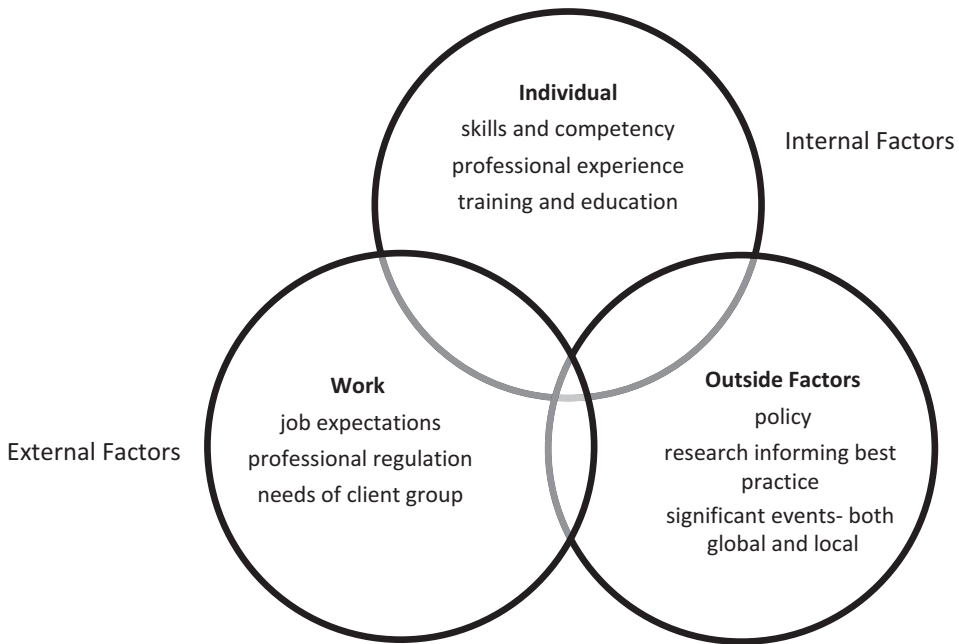 Individual
skills and competency
professional experience
training and education
Internal Factors
Work
job expectations
professional regulation
needs of client group
External Factors
Outside Factors
policy
research informing best
practice
significant events- both
global and local